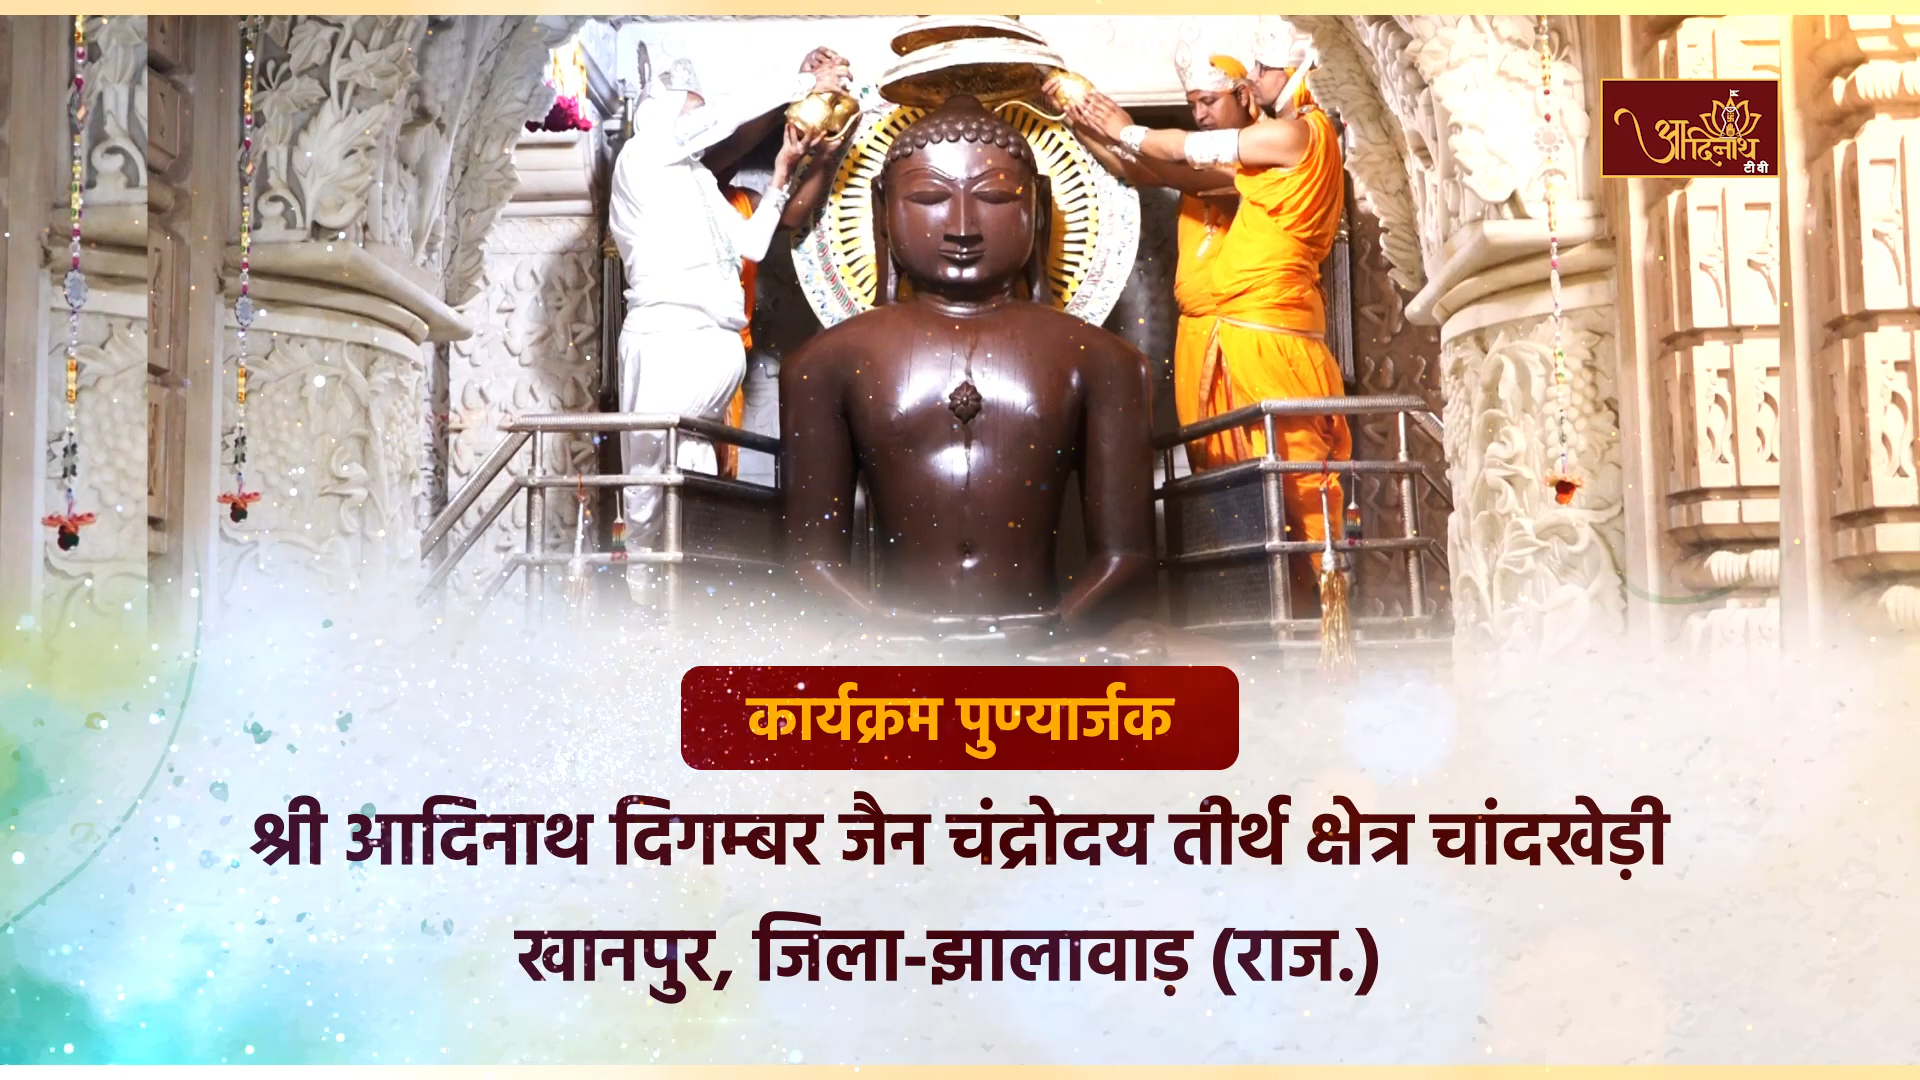 आदिनाथ
टी वी
कार्यक्रम पुण्यार्जक
श्री आदिनाथ दिगम्बर जैन चंद्रोदय तीर्थ क्षेत्र चांदखेड़ी
खानपुर, जिला-झालावाड़ (राज.)